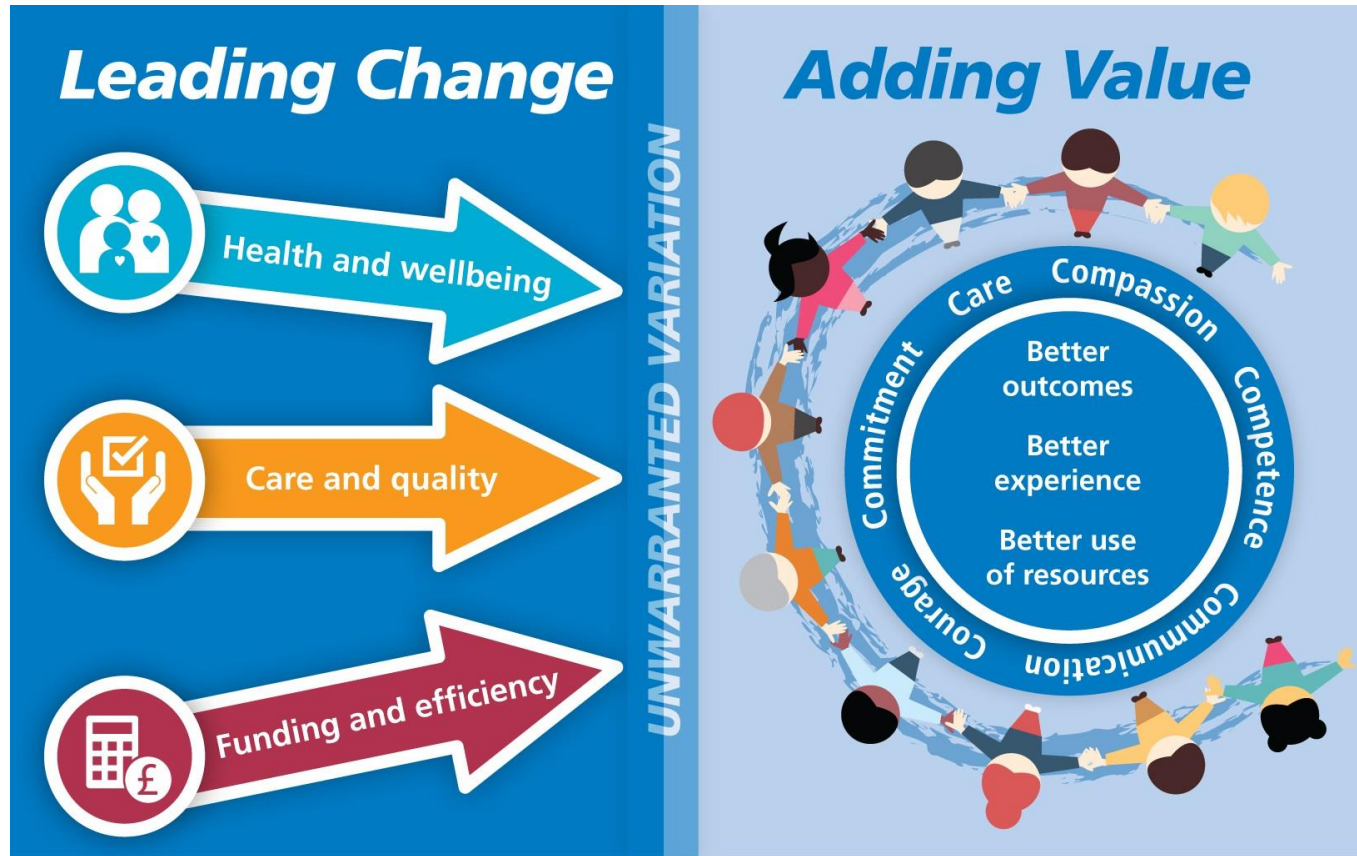 Leading Change
Health and wellbeing
Care and quality
£
Funding and efficiency
UNWARRANTED VARIATION
Adding Value
Care Compassion Competence Communication Courage Commitment
Better
outcomes
Better
experience
Better use
of resources